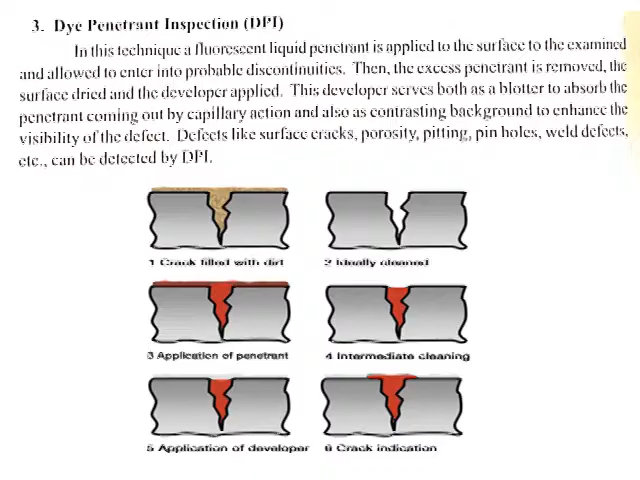 3. Dye Penetrant Inspection (DPI)
In this technique a fluorescent liquid penetrant is applied to the surface to the examined
and allowed to enter into probable discontinuities. Then, the excess penetrant is removed, the
surface dried and the developer applied. This developer serves both as a blotter to absorb the
penetrant coming out by capillary action and also as contrasting background to enhance the
visibility of the defect. Defects like surface cracks, porosity, pitting, pin holes, weld defects,
etc., can be detected by DPI.
1 Crack filled with dirt
2 Ideally cleaned
3 Application of penetrant
4 Intermediate cleaning
5 Application of developer
6 Crack indication